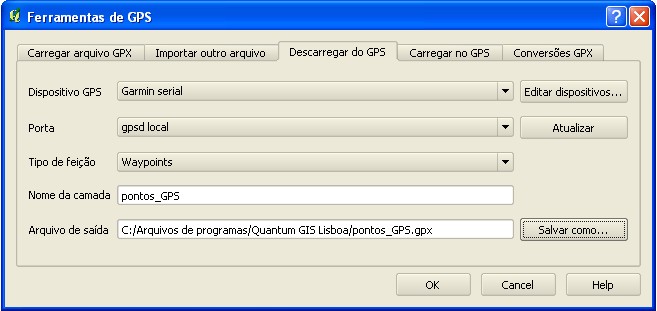 Ferramentas de GPS
Carregar arquivo GPX Importar outro arquivo Descarregar do GPS Carregar no GPS Conversões GPX
Dispositivo GPS Garmin serial Editar dispositivos...
Porta gpsd local Atualizar
Tipo de feição Waypoints
Nome da camada pontos_GPS
Arquivo de saída C:/Arquivos de programas/Quantum GIS Lisboa/pontos_GPS.gpx Salvar como...
OK Cancel Help